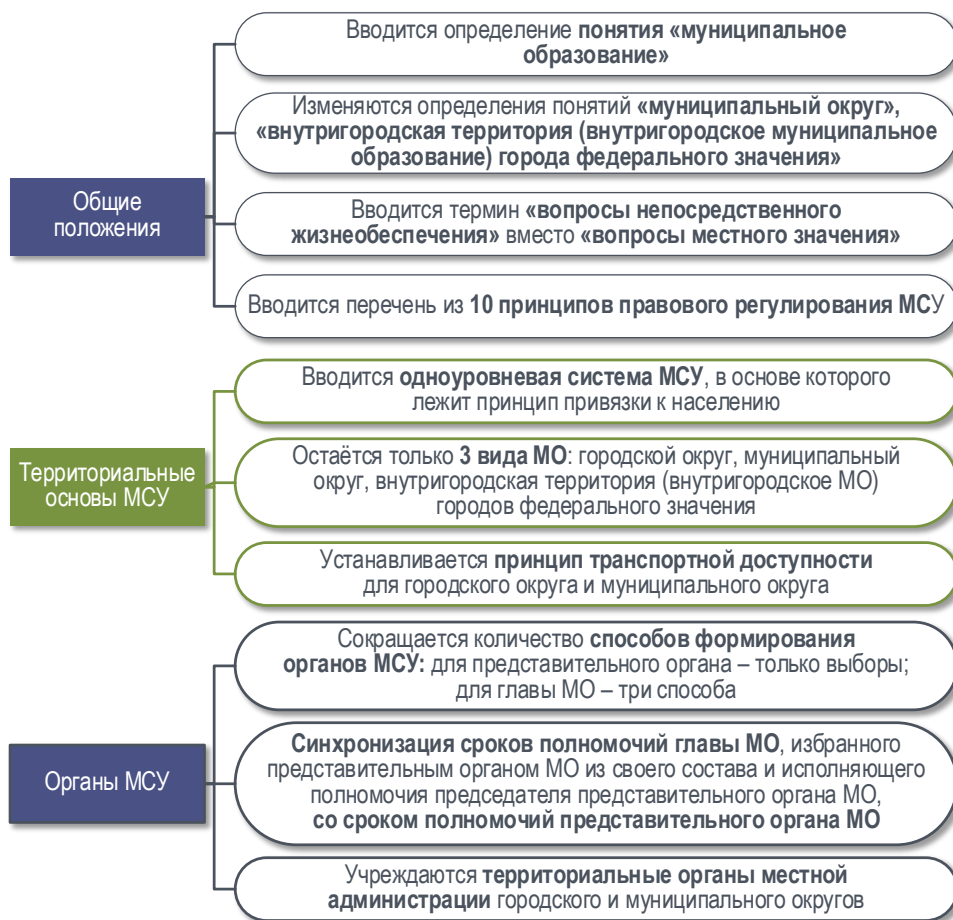 Вводится определение понятия «муниципальное
образование»
Изменяются определения понятий «муниципальный округ»,
«внутригородская территория (внутригородское муниципальное
образование) города федерального значения»
Общие
положения
Вводится термин «вопросы непосредственного
жизнеобеспечения» вместо «вопросы местного значения»
Вводится перечень из 10 принципов правового регулирования МСУ
Вводится одноуровневая система МСУ, в основе которого
лежит принцип привязки к населению
Территориальные
основы МСУ
Остаётся только 3 вида МО: городской округ, муниципальный
округ, внутригородская территория (внутригородское МО)
городов федерального значения
Устанавливается принцип транспортной доступности
для городского округа и муниципального округа
Сокращается количество способов формирования
органов МСУ: для представительного органа – только выборы;
для главы МО – три способа
Органы МСУ
Синхронизация сроков полномочий главы МО, избранного
представительным органом МО из своего состава и исполняющего
полномочия председателя представительного органа МО,
со сроком полномочий представительного органа МО
Учреждаются территориальные органы местной
администрации городского и муниципального округов